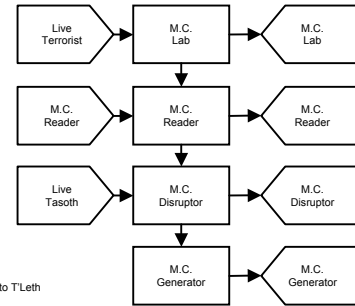 Live
Terrorist
M.C.
Lab
M.C.
Lab
M.C.
Reader
M.C.
Reader
M.C.
Reader
Live
Tasoth
M.C.
Disruptor
M.C.
Disruptor
M.C.
Generator
M.C.
Generator
to T'Leth